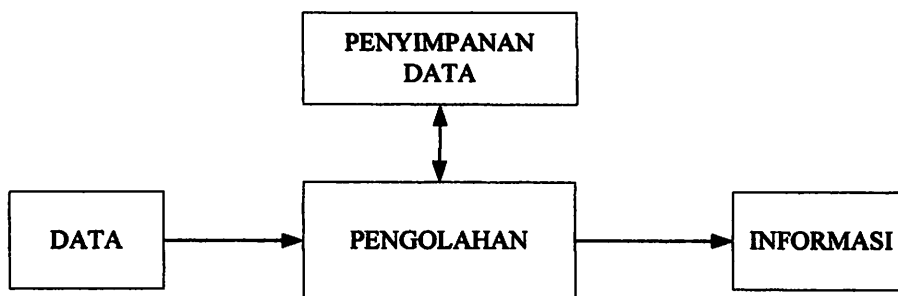 PENYIMPANAN
DATA
DATA
PENGOLAHAN
INFORMASI